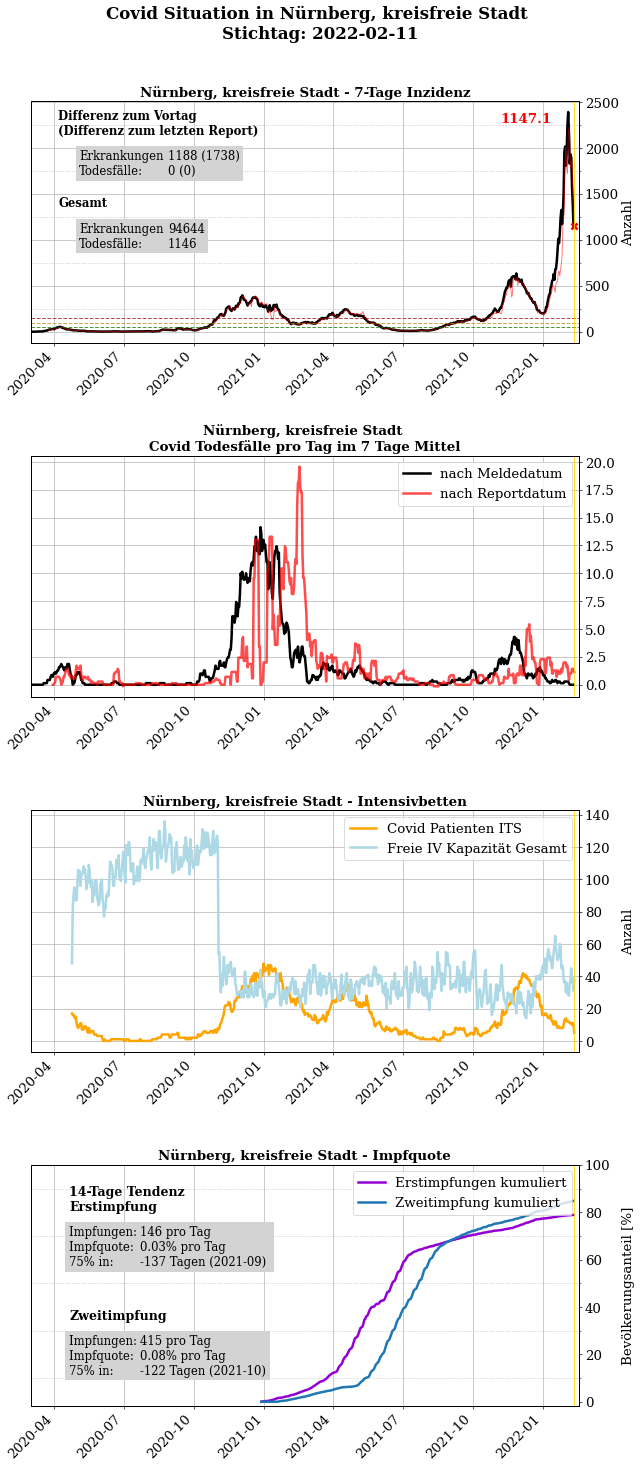 Covid Situation in Nürnberg, kreisfreie Stadt
Stichtag: 2022-02-11
Nürnberg, kreisfreie Stadt - 7-Tage Inzidenz
Differenz zum Vortag
(Differenz zum letzten Report)
Erkrankungen 1188 (1738)
Todesfälle: 0 (0)
Gesamt
Erkrankungen 94644
Todesfälle: 1146
1147.1
2500
2000
1500
1000
500
0
Anzahl
2020-04
2020-07
2020-10
2021-01
2021-04
2021-07
2021-10
2022-01
Nürnberg, kreisfreie Stadt
Covid Todesfälle pro Tag im 7 Tage Mittel
nach Meldedatum
nach Reportdatum
20.0
17.5
15.0
12.5
10.0
7.5
5.0
2.5
0.0
2020-04
2020-07
2020-10
2021-01
2021-04
2021-07
2021-10
2022-01
Nürnberg, kreisfreie Stadt - Intensivbetten
Covid Patienten ITS
Freie IV Kapazität Gesamt
140
120
100
80
60
40
20
0
Anzahl
2020-04
2020-07
2020-10
2021-01
2021-04
2021-07
2021-10
2022-01
Nürnberg, kreisfreie Stadt - Impfquote
14-Tage Tendenz
Erstimpfung
Impfungen: 146 pro Tag
Impfquote: 0.03% pro Tag
75% in: -137 Tagen (2021-09)
Zweitimpfung
Impfungen: 415 pro Tag
Impfquote: 0.08% pro Tag
75% in: -122 Tagen (2021-10)
Erstimpfungen kumuliert
Zweitimpfung kumuliert
100
80
60
40
20
0
Bevölkerungsanteil [%]
2020-04
2020-07
2020-10
2021-01
2021-04
2021-07
2021-10
2022-01